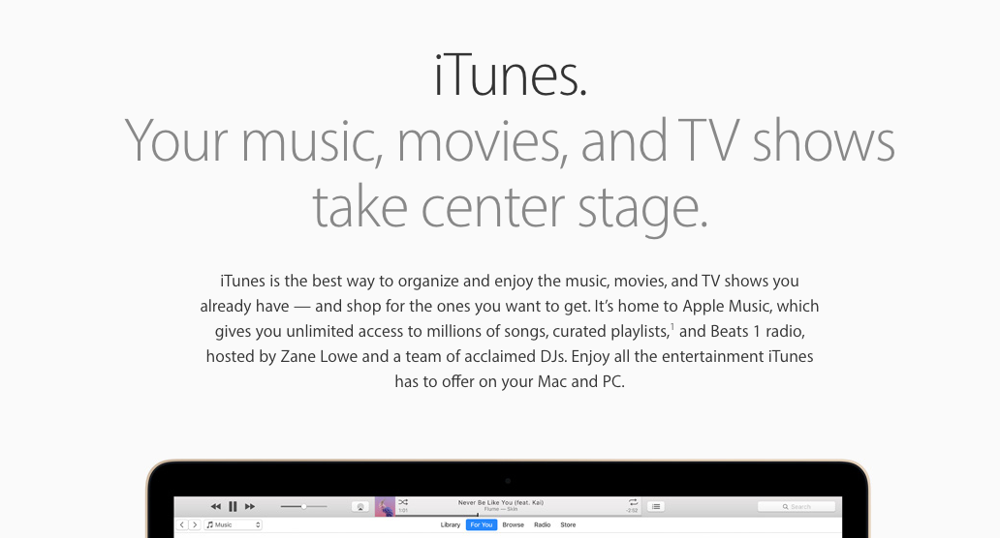 iTunes.
Your music, movies, and TV shows
take center stage.
iTunes is the best way to organize and enjoy the music, movies, and TV shows you
already have — and shop for the ones you want to get. It’s home to Apple Music, which
gives you unlimited access to millions of songs, curated playlists,¹ and Beats 1 radio,
hosted by Zane Lowe and a team of acclaimed DJs. Enjoy all the entertainment iTunes
has to offer on your Mac and PC.
Never Be Like You (feat. Kai)
Flume — Skin
1:01
-2:52
Search
Music
Library For You Browse Radio Store